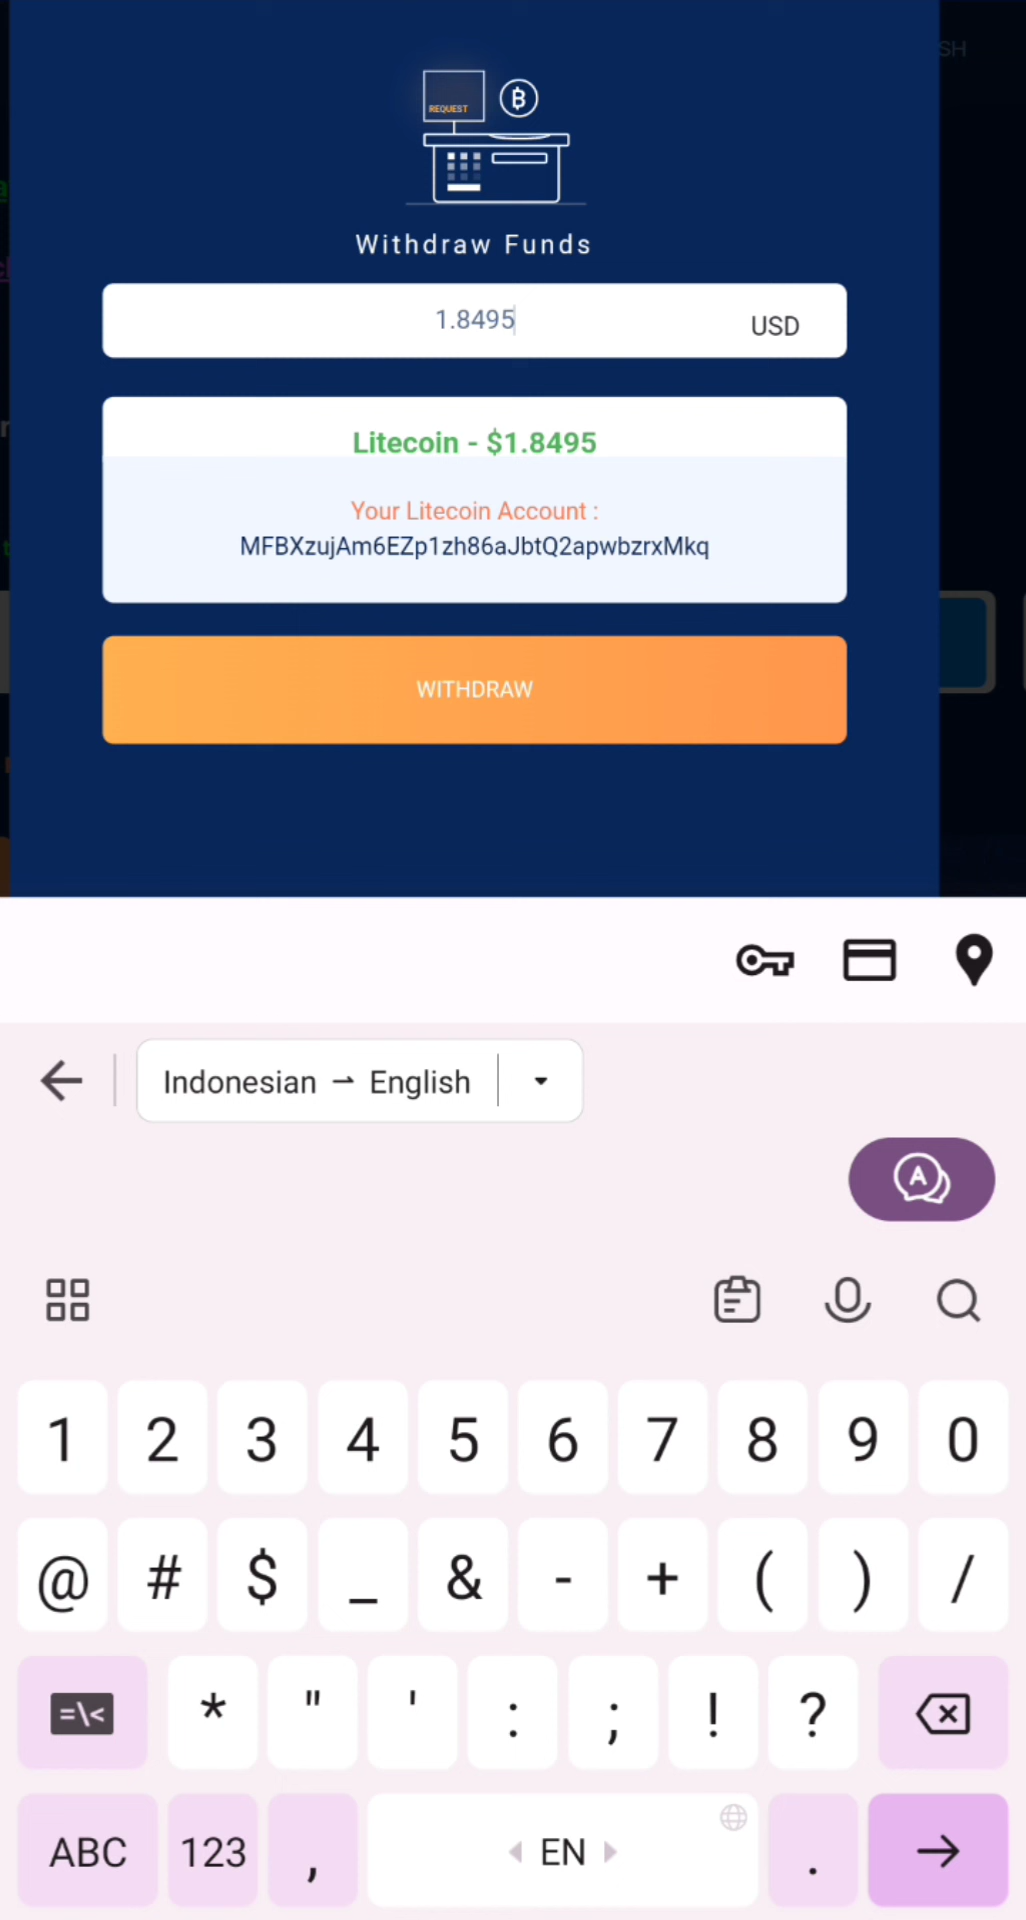 SH
REQUEST
Withdraw Funds
1.8495
USD
Litecoin - $1.8495
Your Litecoin Account :
MFBXzujAm6EZp1zh86aJbtQ2apwbzrxMkq
WITHDRAW
Indonesian → English
A
1 2 3 4 5 6 7 8 9 0
@ # $ _ & - + ( ) /
=\< * " ' : ; ! ?
ABC 123 , EN .